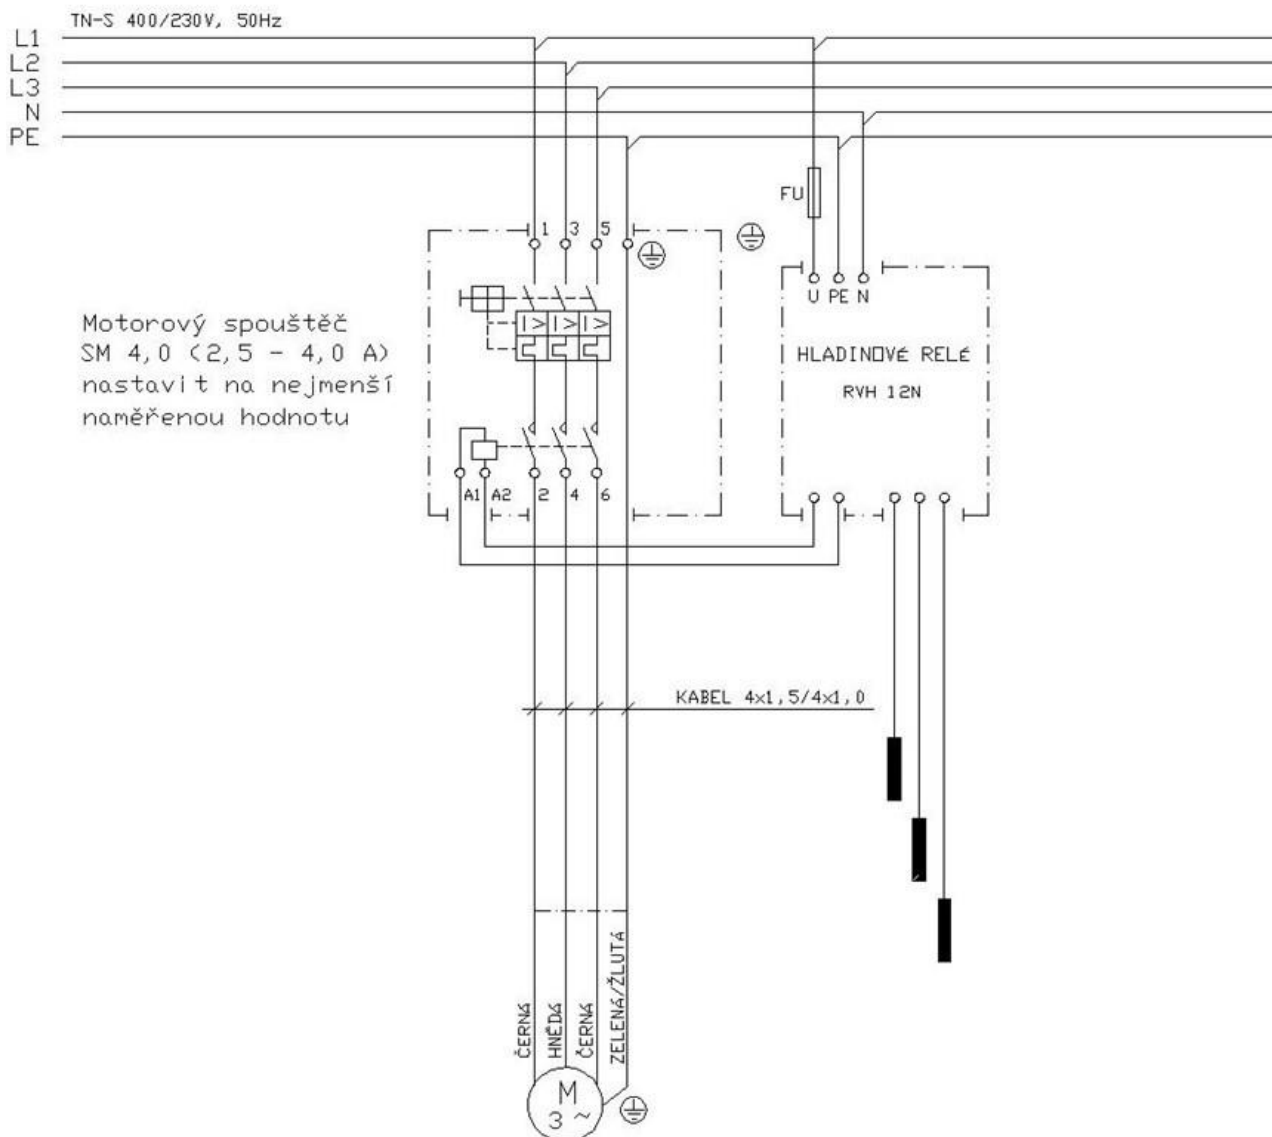 TN-S 400/230V, 50Hz
L1
L2
L3
N
PE
FU
1 3 5
U PE N
Motorový spouštěč
SM 4,0 (2,5 - 4,0 A)
nastavit na nejmenší
naměřenou hodnotu
I> I> I>
HLADINOVÉ RELÉ
RVH 12N
A1 A2 2 4 6
KABEL 4x1,5/4x1,0
ČERNÁ
HNĚDÁ
ČERNÁ
ZELENÁ/ŽLUTÁ
M
3 ~